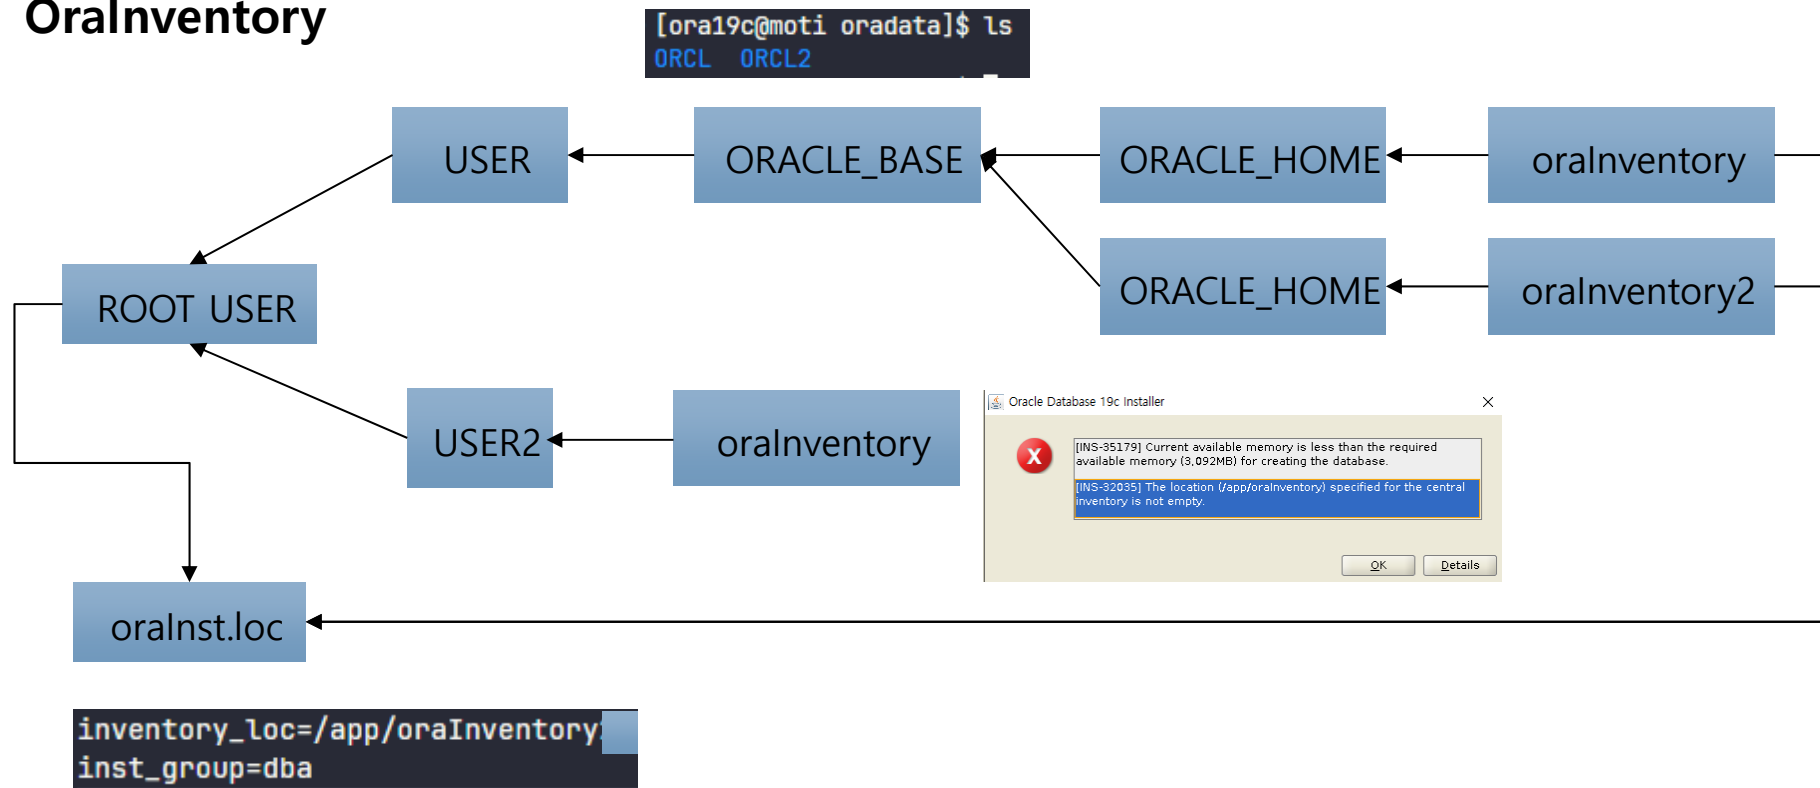 OraInventory
[ora19c@moti oradata]$ ls
ORCL ORCL2
USER
ORACLE_BASE
ORACLE_HOME
oraInventory
ORACLE_HOME
oraInventory2
ROOT USER
USER2
oraInventory
Oracle Database 19c Installer
[INS-35179] Current available memory is less than the required
available memory (3,092MB) for creating the database.
[INS-32035] The location (/app/oraInventory) specified for the central
inventory is not empty.
OK
Details
oraInst.loc
inventory_loc=/app/oraInventory
inst_group=dba